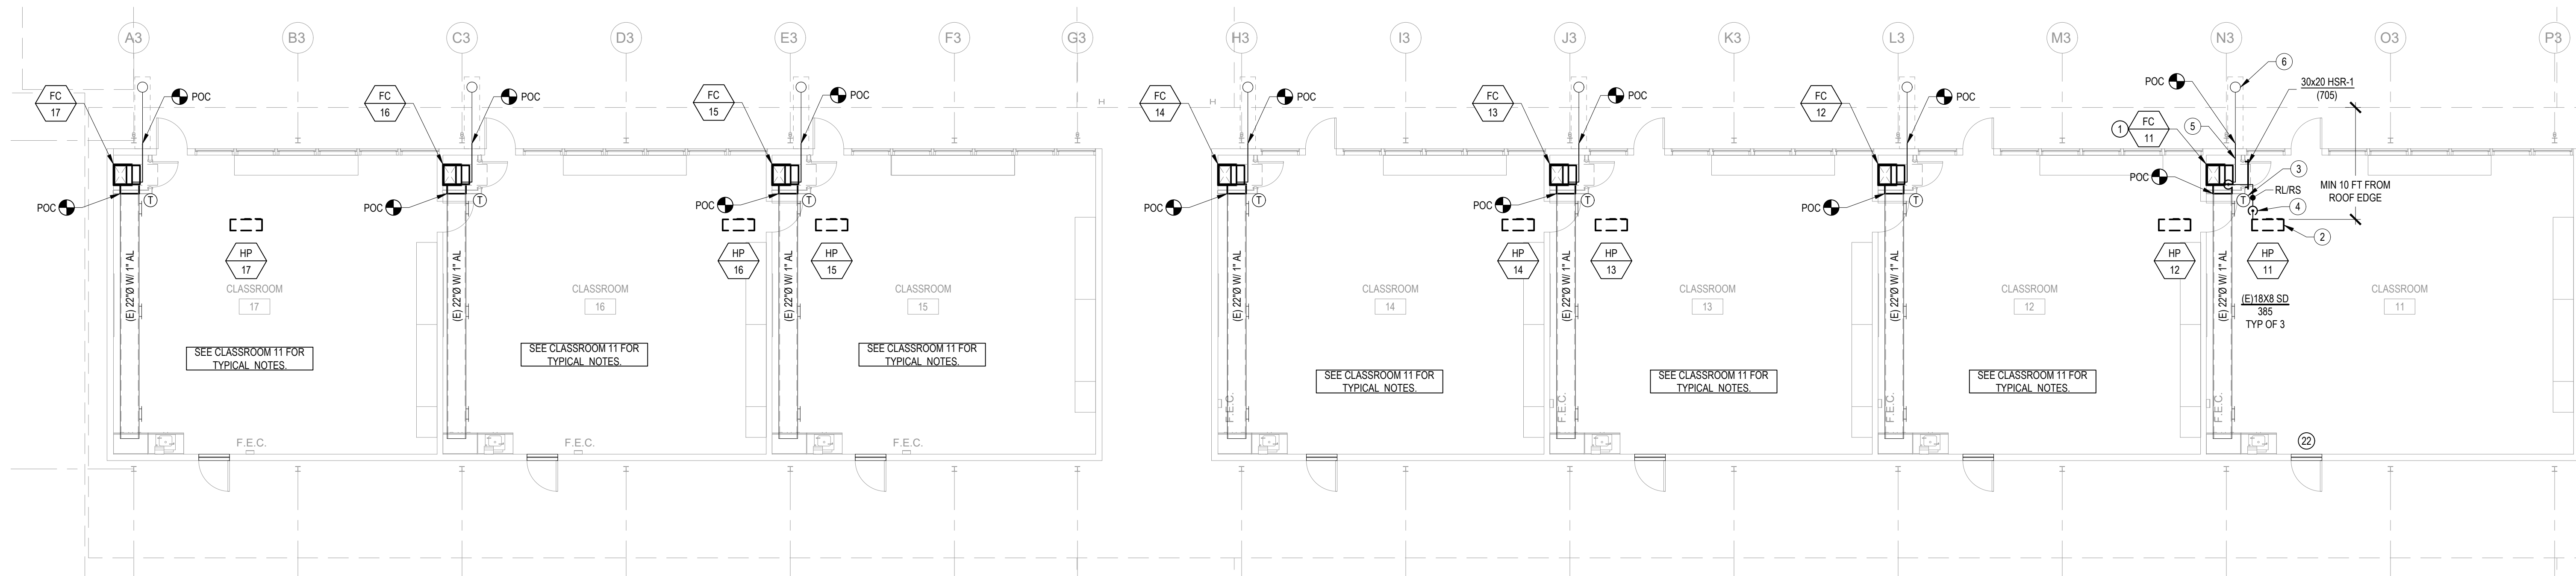 A3
B3
C3
D3
E3
F3
G3
H3
I3
J3
K3
L3
M3
N3
O3
P3
FC
17
POC
POC
T
(E) 22"Ø W/ 1" AL
HP
17
CLASSROOM
17
SEE CLASSROOM 11 FOR
TYPICAL NOTES.
F.E.C.
FC
16
POC
POC
T
(E) 22"Ø W/ 1" AL
HP
16
CLASSROOM
16
SEE CLASSROOM 11 FOR
TYPICAL NOTES.
F.E.C.
FC
15
POC
POC
T
(E) 22"Ø W/ 1" AL
HP
15
CLASSROOM
15
SEE CLASSROOM 11 FOR
TYPICAL NOTES.
F.E.C.
FC
14
POC
POC
T
(E) 22"Ø W/ 1" AL
HP
14
CLASSROOM
14
SEE CLASSROOM 11 FOR
TYPICAL NOTES.
F.E.C.
FC
13
POC
POC
T
(E) 22"Ø W/ 1" AL
HP
13
CLASSROOM
13
SEE CLASSROOM 11 FOR
TYPICAL NOTES.
F.E.C.
FC
12
POC
POC
T
(E) 22"Ø W/ 1" AL
HP
12
CLASSROOM
12
SEE CLASSROOM 11 FOR
TYPICAL NOTES.
F.E.C.
POC
6
30x20 HSR-1
(705)
1
FC
11
5
POC
3
RL/RS
T
4
MIN 10 FT FROM
ROOF EDGE
2
(E) 22"Ø W/ 1" AL
HP
11
(E)18X8 SD
385
TYP OF 3
CLASSROOM
11
F.E.C.
22